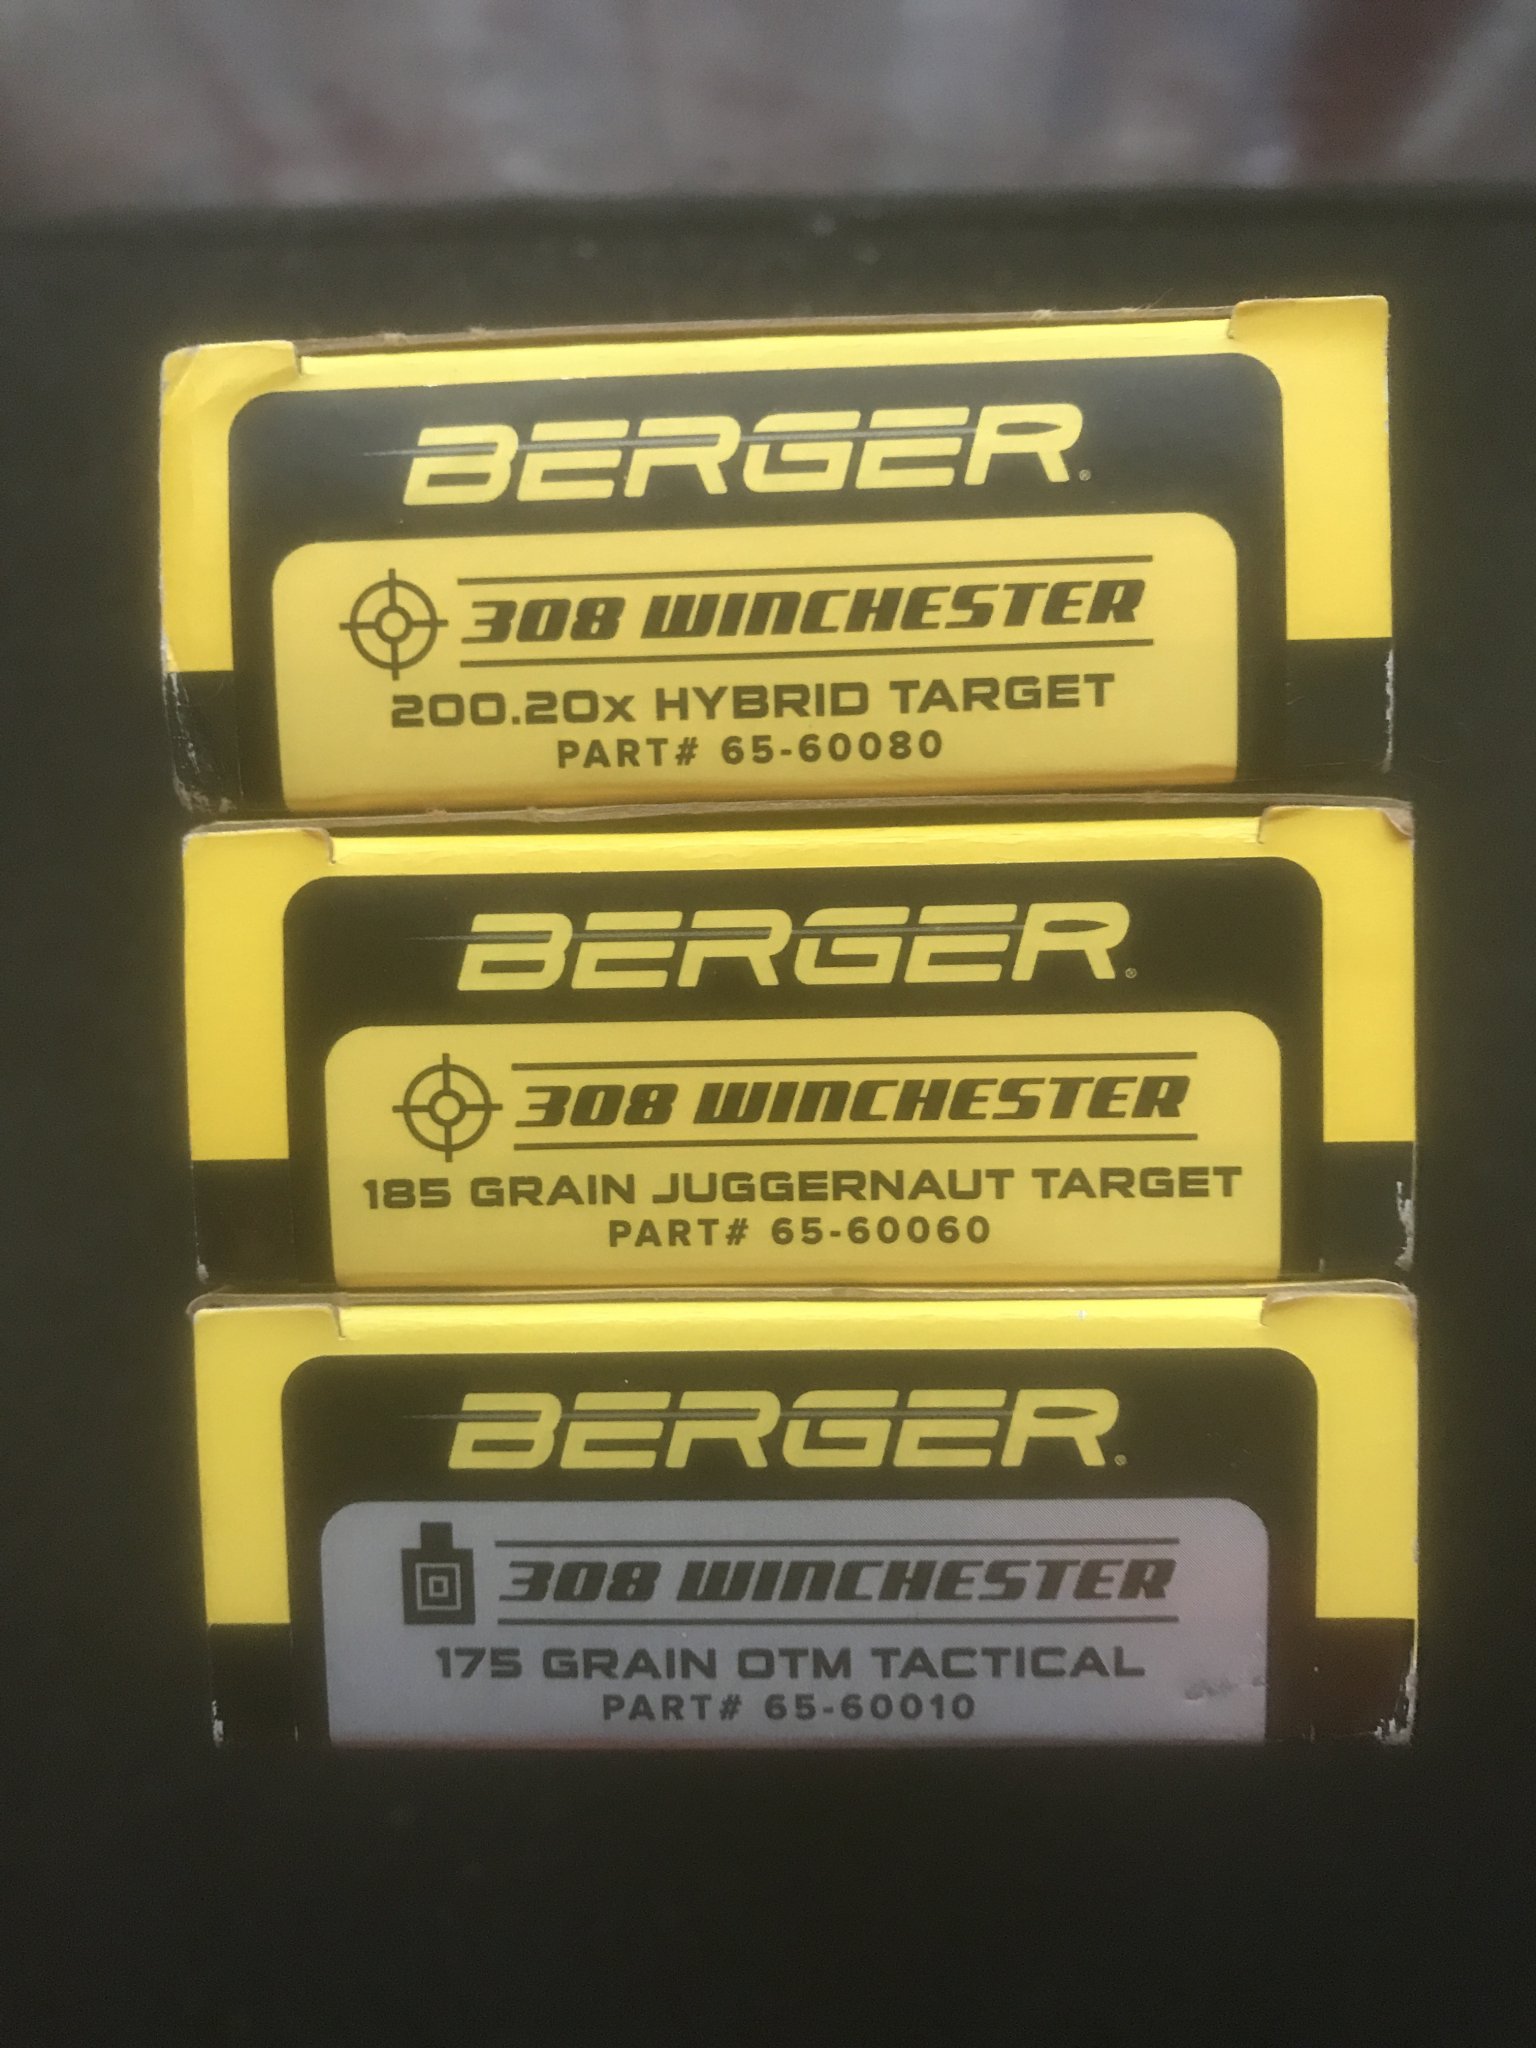 BERGER®
308 WINCHESTER
200.20x HYBRID TARGET
PART# 65-60080
BERGER®
308 WINCHESTER
185 GRAIN JUGGERNAUT TARGET
PART# 65-60060
BERGER®
308 WINCHESTER
175 GRAIN OTM TACTICAL
PART# 65-60010